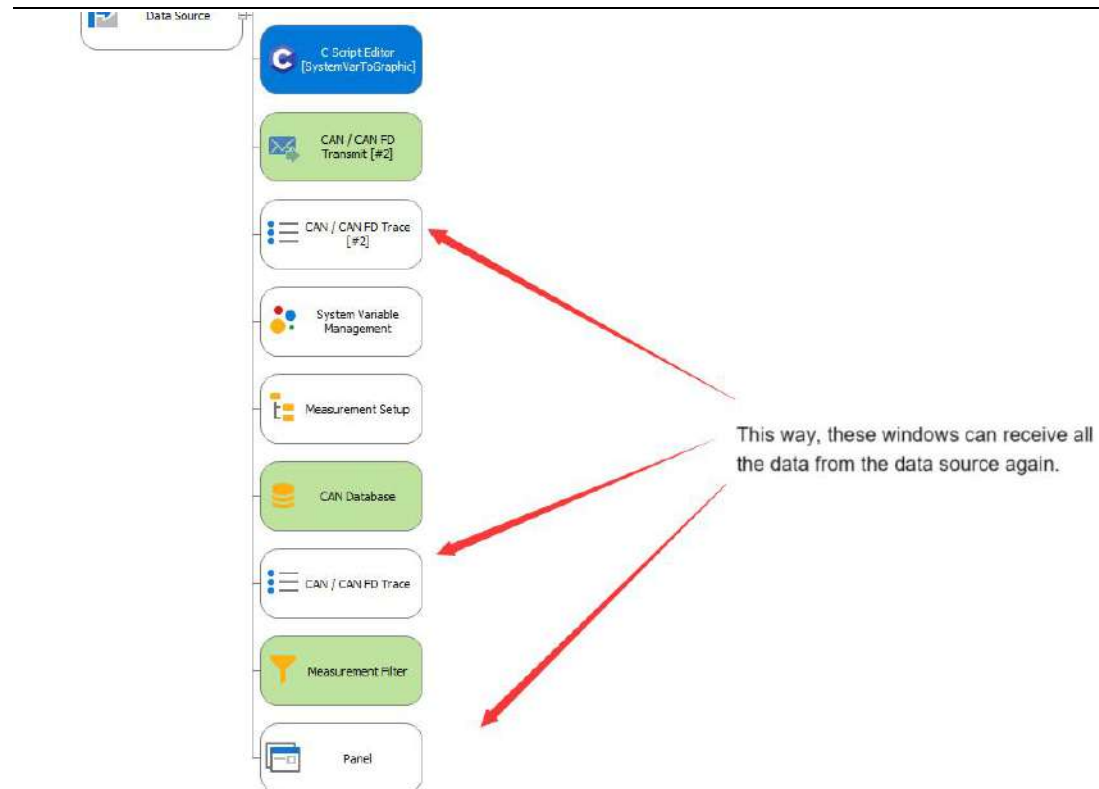 Data Source
C Script Editor
[SystemVarToGraphic]
CAN / CAN FD
Transmit [#2]
CAN / CAN FD Trace
[#2]
System Variable
Management
Measurement Setup
CAN Database
CAN / CAN FD Trace
Measurement Filter
Panel
This way, these windows can receive all
the data from the data source again.